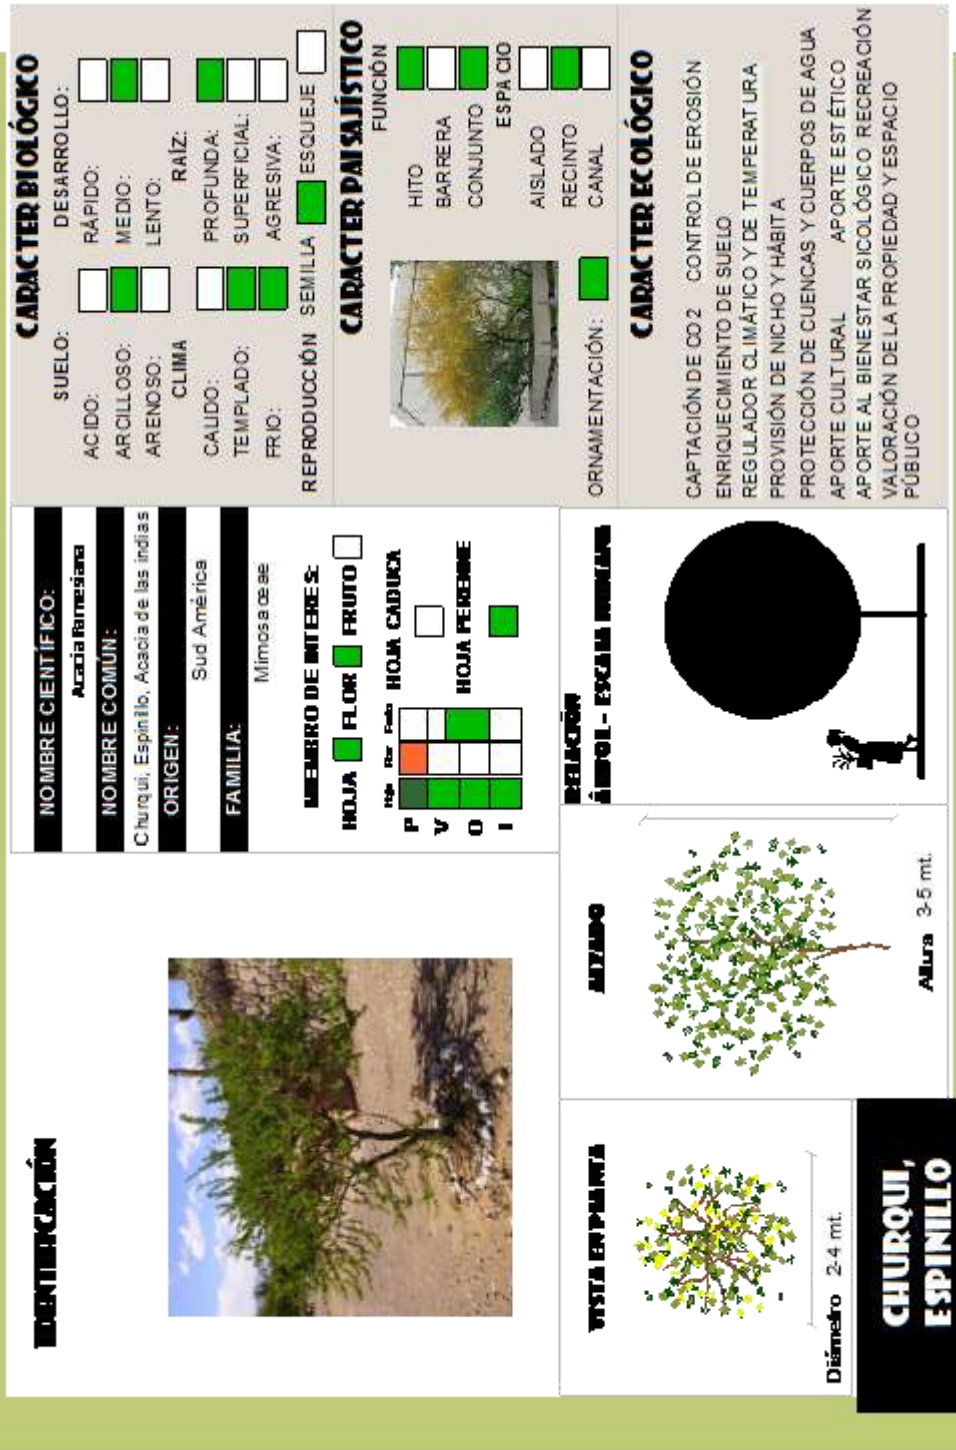 IDENTIFICACIÓN
NOMBRE CIENTÍFICO:
Acacia Farnesiana
NOMBRE COMÚN:
Churqui, Espinillo, Acacia de las indias
ORIGEN:
Sud América
FAMILIA:
Mimosaceae
MIEMBRO DE INTERES:
HOJA FLOR FRUTO
Hoja Flor Fruto
P
V
O
I
HOJA CADUCA
HOJA PERENNE
CARACTER BIOLÓGICO
SUELO:
ACIDO:
ARCILLOSO:
ARENOSO:
CLIMA
CALIDO:
TEMPLADO:
FRIO:
DESARROLLO:
RÁPIDO:
MEDIO:
LENTO:
RAÍZ:
PROFUNDA:
SUPERFICIAL:
AGRESIVA:
REPRODUCCIÓN SEMILLA ESQUEJE
CARACTER PAISAJÍSTICO
FUNCIÓN
HITO
BARRERA
CONJUNTO
ESPACIO
AISLADO
RECINTO
CANAL
ORNAMENTACIÓN:
CARACTER ECOLÓGICO
CAPTACIÓN DE CO2 CONTROL DE EROSIÓN
ENRIQUECIMIENTO DE SUELO
REGULADOR CLIMÁTICO Y DE TEMPERATURA
PROVISIÓN DE NICHO Y HÁBITA
PROTECCIÓN DE CUENCAS Y CUERPOS DE AGUA
APORTE CULTURAL APORTE ESTÉTICO
APORTE AL BIENESTAR SICOLÓGICO RECREACIÓN
VALORACIÓN DE LA PROPIEDAD Y ESPACIO
PÚBLICO
VISTA EN PLANTA
Diámetro 2-4 mt.
ALZADO
Altura 3-5 mt.
RELACIÓN
ÁRBOL - ESCALA HUMANA
CHURQUI,
ESPINILLO